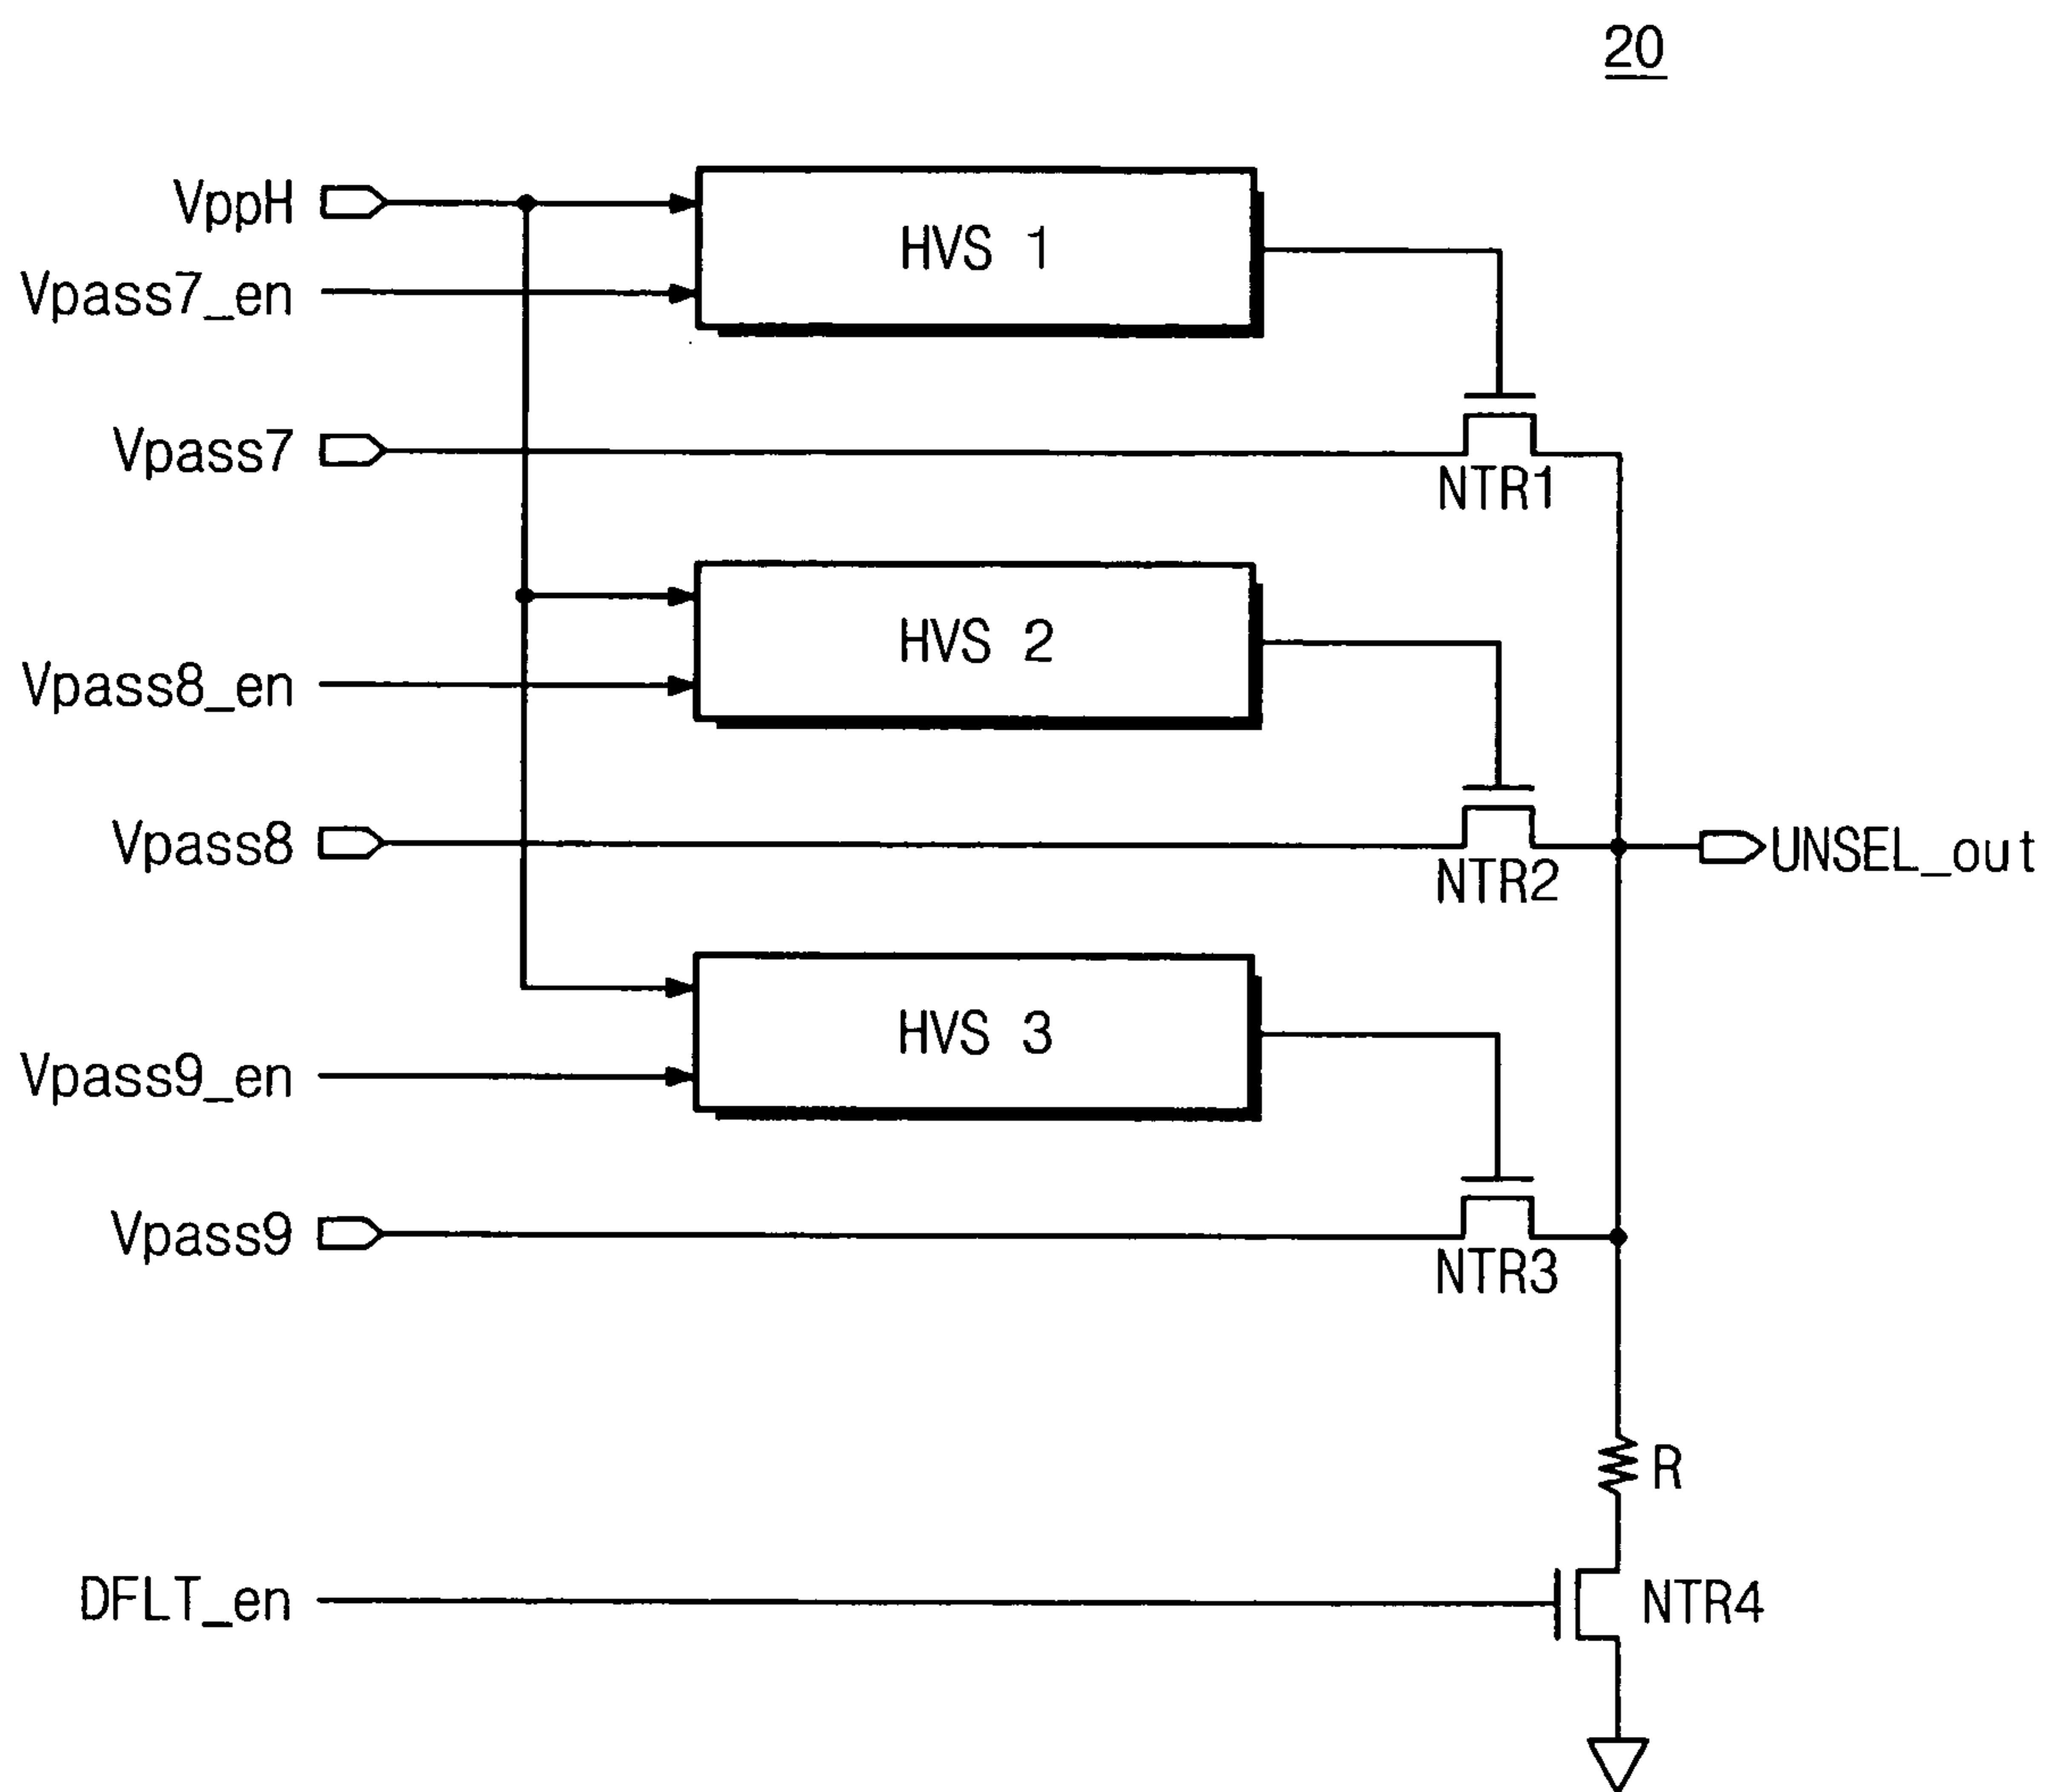 20
VppH
HVS 1
Vpass7_en
Vpass7
NTR1
HVS 2
Vpass8_en
Vpass8
UNSEL_out
NTR2
HVS 3
Vpass9_en
Vpass9
NTR3
R
DFLT_en
NTR4